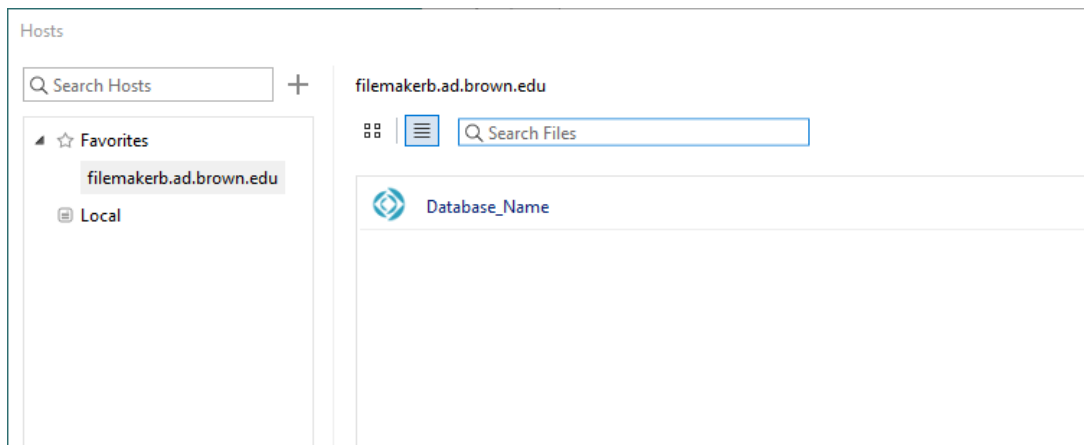 Hosts
Search Hosts
filemakerb.ad.brown.edu
Search Files
Favorites
filemakerb.ad.brown.edu
Local
Database_Name